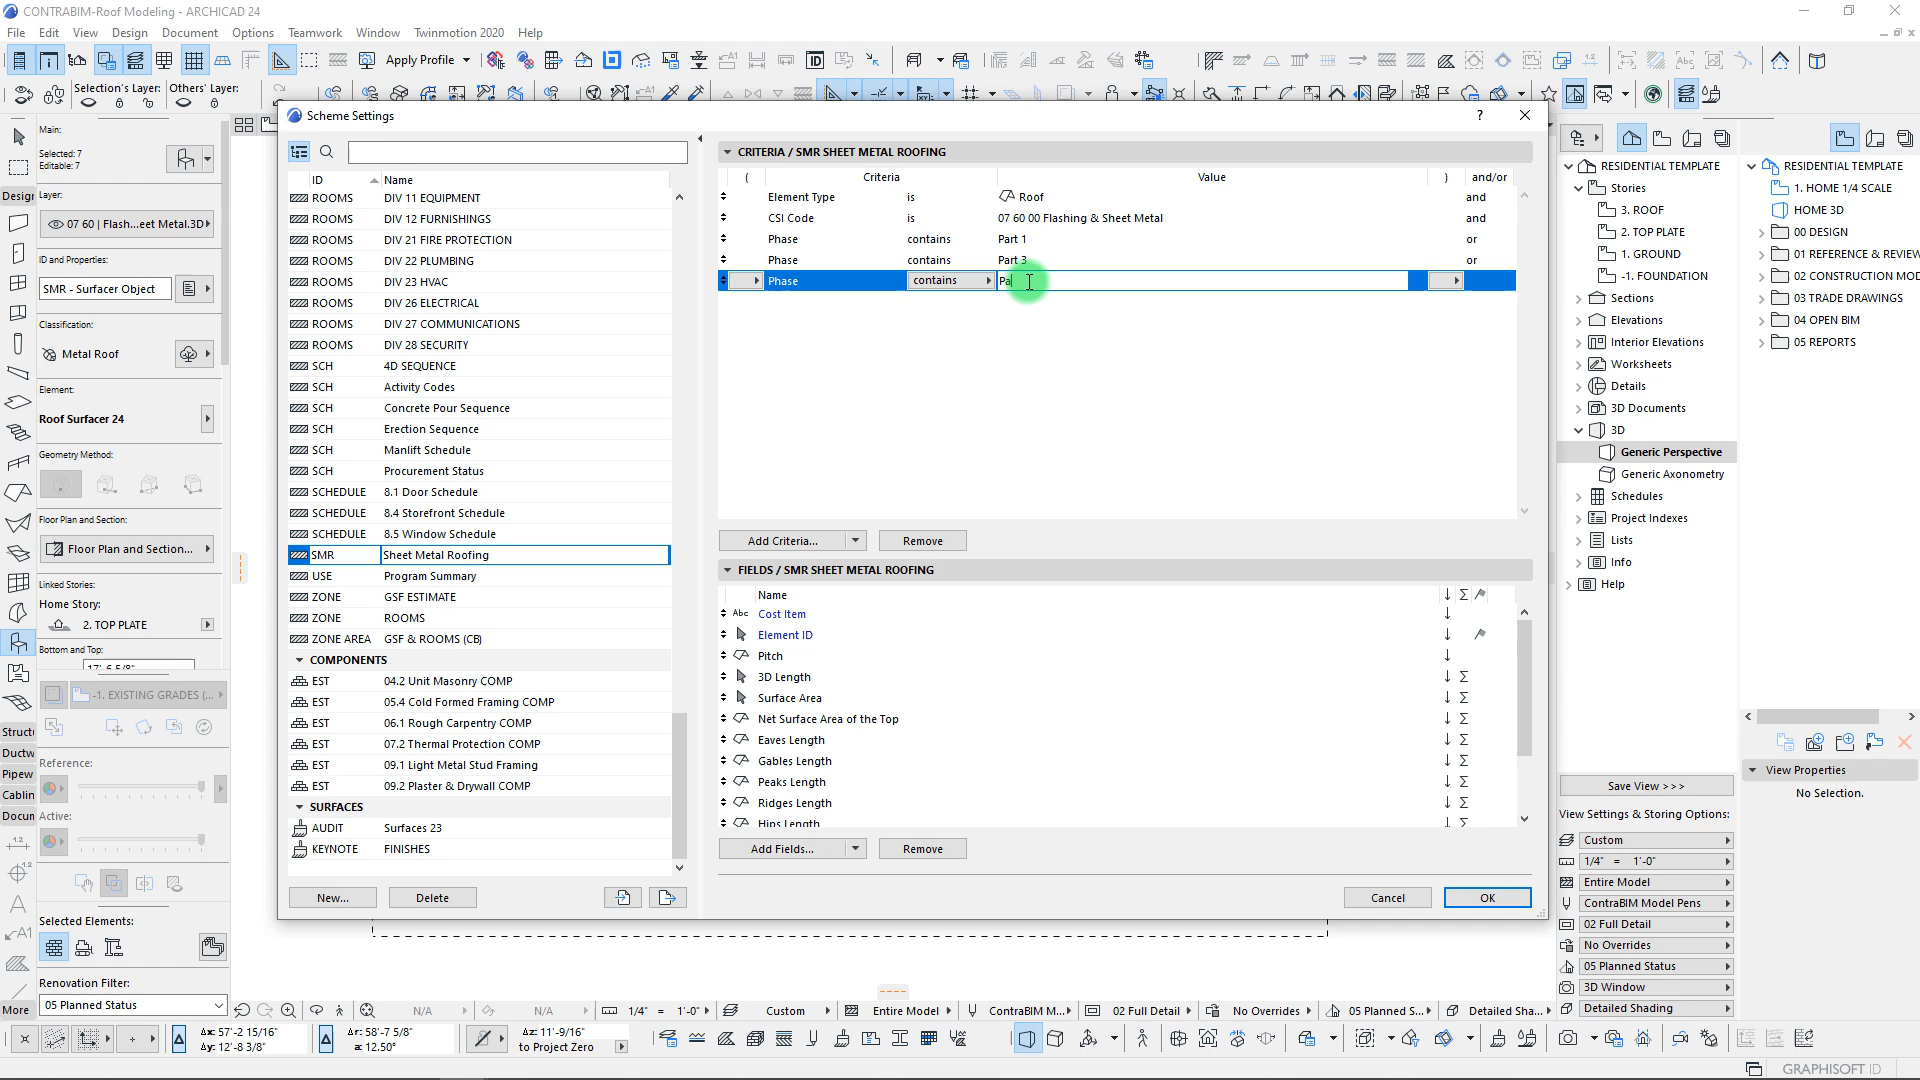 CONTRABIM-Roof Modeling - ARCHICAD 24
File Edit View Design Document Options Teamwork Window Twinmotion 2020 Help
Apply Profile
Selection's Layer:
Others' Layer:
Main:
Selected: 7
Editable: 7
Design
Layer:
07 60 | Flash...eet Metal.3D
ID and Properties:
SMR - Surfacer Object
Classification:
Metal Roof
Element:
Roof Surfacer 24
Geometry Method:
Floor Plan and Section:
Floor Plan and Section...
Linked Stories:
Home Story:
2. TOP PLATE
Bottom and Top:
17'-6 5/8"
-1. EXISTING GRADES (...
Structu
Ductw
Pipew
Cablin
Docum
More
Reference:
Active:
Selected Elements:
Renovation Filter:
05 Planned Status
Scheme Settings
?
ID Name
ROOMS DIV 11 EQUIPMENT
ROOMS DIV 12 FURNISHINGS
ROOMS DIV 21 FIRE PROTECTION
ROOMS DIV 22 PLUMBING
ROOMS DIV 23 HVAC
ROOMS DIV 26 ELECTRICAL
ROOMS DIV 27 COMMUNICATIONS
ROOMS DIV 28 SECURITY
SCH 4D SEQUENCE
SCH Activity Codes
SCH Concrete Pour Sequence
SCH Erection Sequence
SCH Manlift Schedule
SCH Procurement Status
SCHEDULE 8.1 Door Schedule
SCHEDULE 8.4 Storefront Schedule
SCHEDULE 8.5 Window Schedule
SMR Sheet Metal Roofing
USE Program Summary
ZONE GSF ESTIMATE
ZONE ROOMS
ZONE AREA GSF & ROOMS (CB)
COMPONENTS
EST 04.2 Unit Masonry COMP
EST 05.4 Cold Formed Framing COMP
EST 06.1 Rough Carpentry COMP
EST 07.2 Thermal Protection COMP
EST 09.1 Light Metal Stud Framing
EST 09.2 Plaster & Drywall COMP
SURFACES
AUDIT Surfaces 23
KEYNOTE FINISHES
New... Delete
CRITERIA / SMR SHEET METAL ROOFING
( Criteria Value ) and/or
Element Type is Roof and
CSI Code is 07 60 00 Flashing & Sheet Metal and
Phase contains Part 1 or
Phase contains Part 3 or
Phase contains Pa
Add Criteria... Remove
FIELDS / SMR SHEET METAL ROOFING
Name
Abc Cost Item
Element ID
Pitch
3D Length
Surface Area
Net Surface Area of the Top
Eaves Length
Gables Length
Peaks Length
Ridges Length
Hips Length
Add Fields... Remove
Cancel OK
RESIDENTIAL TEMPLATE
Stories
3. ROOF
2. TOP PLATE
1. GROUND
-1. FOUNDATION
Sections
Elevations
Interior Elevations
Worksheets
Details
3D Documents
3D
Generic Perspective
Generic Axonometry
Schedules
Project Indexes
Lists
Info
Help
RESIDENTIAL TEMPLATE
1. HOME 1/4 SCALE
HOME 3D
00 DESIGN
01 REFERENCE & REVIEW
02 CONSTRUCTION MOD
03 TRADE DRAWINGS
04 OPEN BIM
05 REPORTS
View Properties
No Selection.
Save View >>>
View Settings & Storing Options:
Custom
1/4" = 1'-0"
Entire Model
ContraBIM Model Pens
02 Full Detail
No Overrides
05 Planned Status
3D Window
Detailed Shading
N/A N/A 1/4" = 1'-0" Custom Entire Model ContraBIM M... 02 Full Detail No Overrides 05 Planned S... Detailed Sha...
Δx: 57'-2 15/16"
Δy: 12'-8 3/8"
Δr: 58'-7 5/8"
a: 12.50°
Δz: 11'-9/16"
to Project Zero
GRAPHISOFT ID